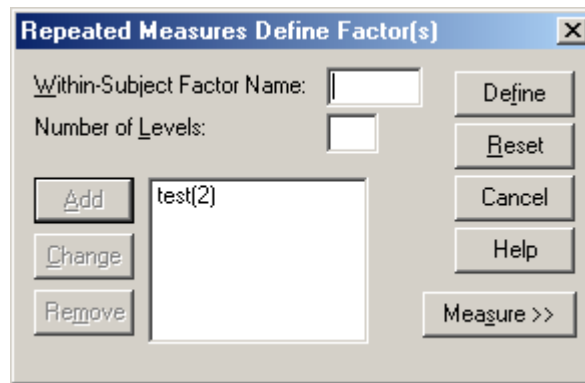 Repeated Measures Define Factor(s)
Within-Subject Factor Name:
Define
Number of Levels:
Reset
Add
test(2)
Cancel
Change
Help
Remove
Measure >>